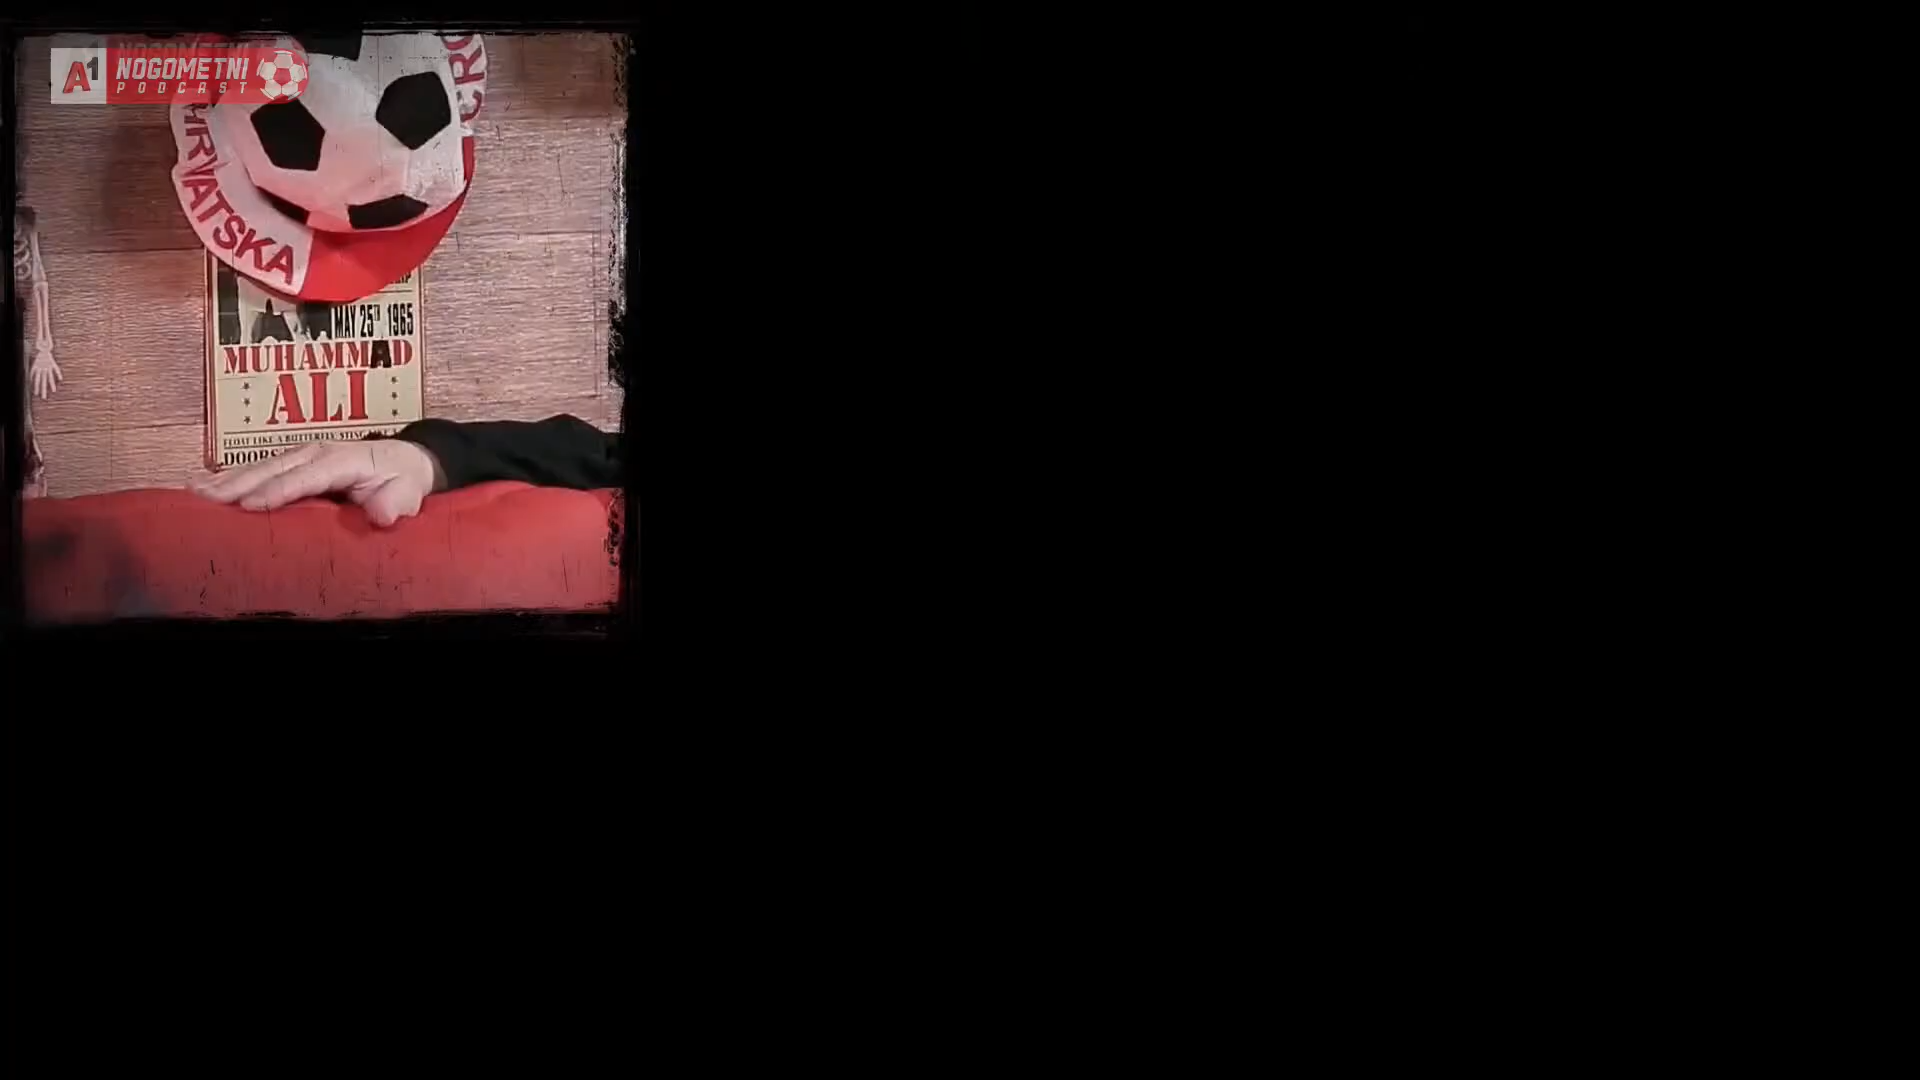 A1 NOGOMETNI
PODCAST
HRVATSKA
CRO
MAY 25TH 1965
MUHAMMAD
ALI
FLOAT LIKE A BUTTERFLY, STING LIKE A
DOORS